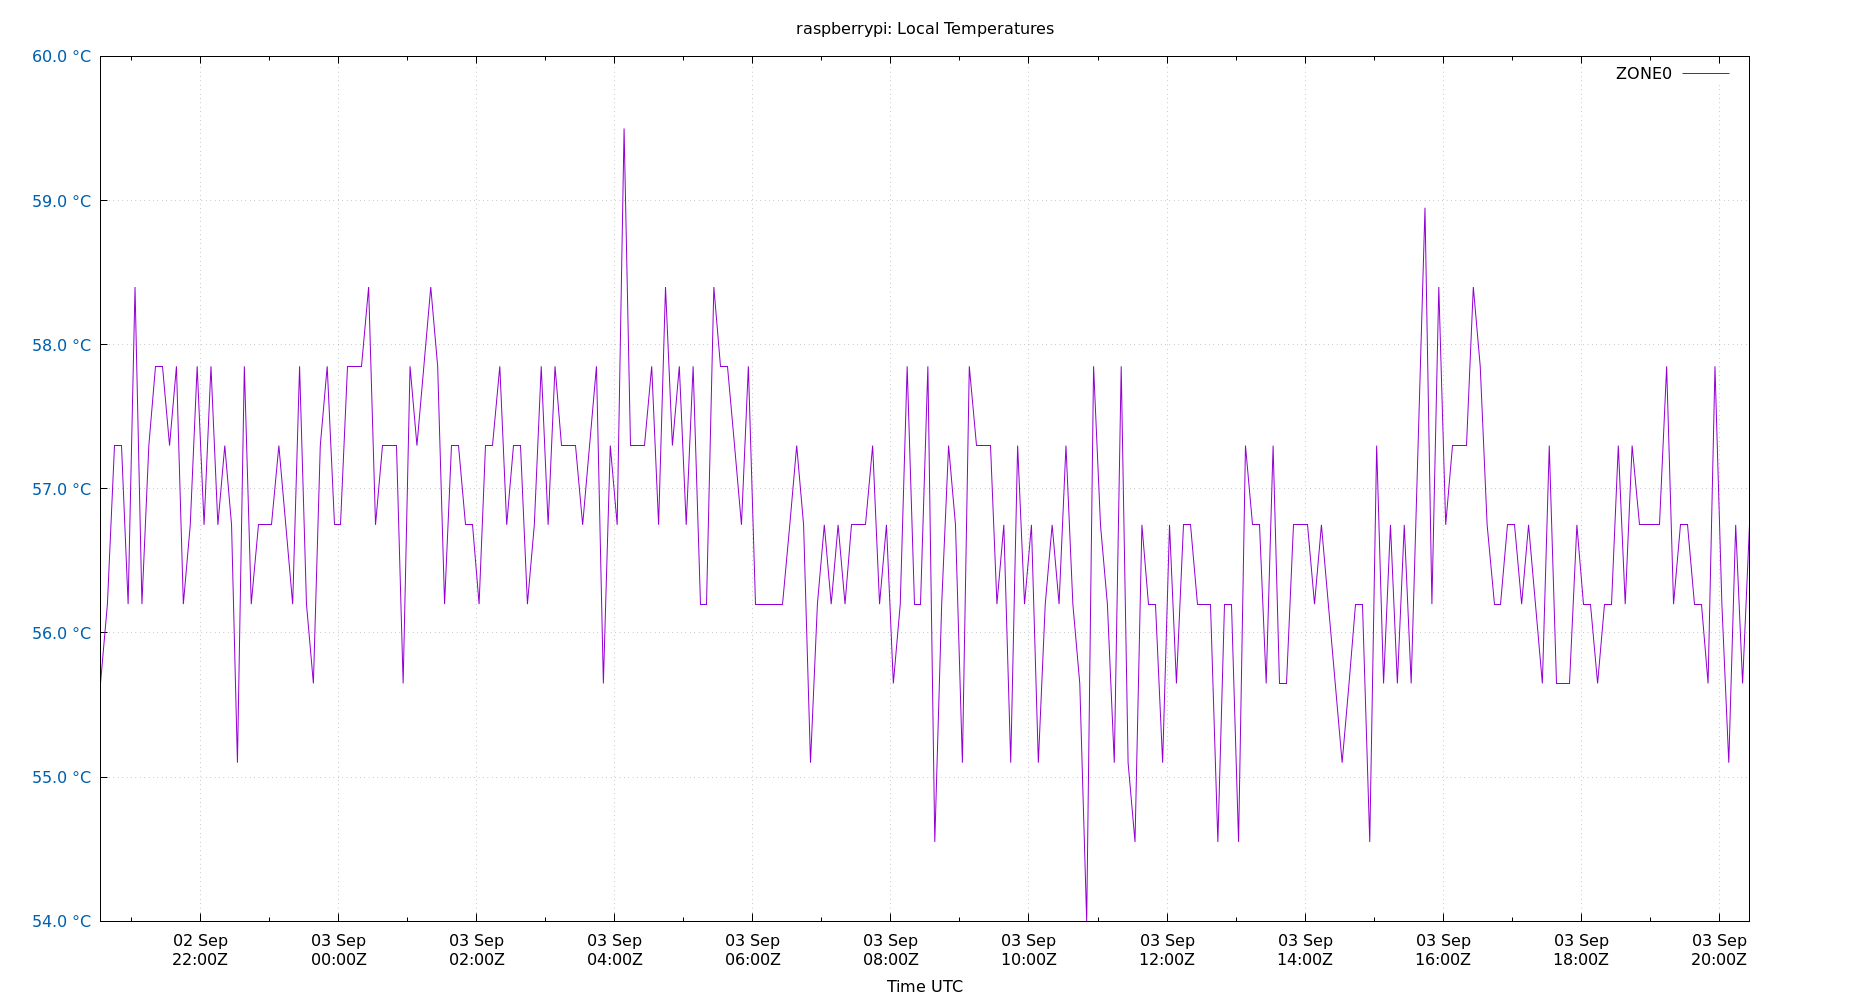 raspberrypi: Local Temperatures
60.0 °C
ZONE0
59.0 °C
58.0 °C
57.0 °C
56.0 °C
55.0 °C
54.0 °C
02 Sep 03 Sep 03 Sep 03 Sep 03 Sep 03 Sep 03 Sep 03 Sep 03 Sep 03 Sep 03 Sep 03 Sep
22:00Z 00:00Z 02:00Z 04:00Z 06:00Z 08:00Z 10:00Z 12:00Z 14:00Z 16:00Z 18:00Z 20:00Z
Time UTC